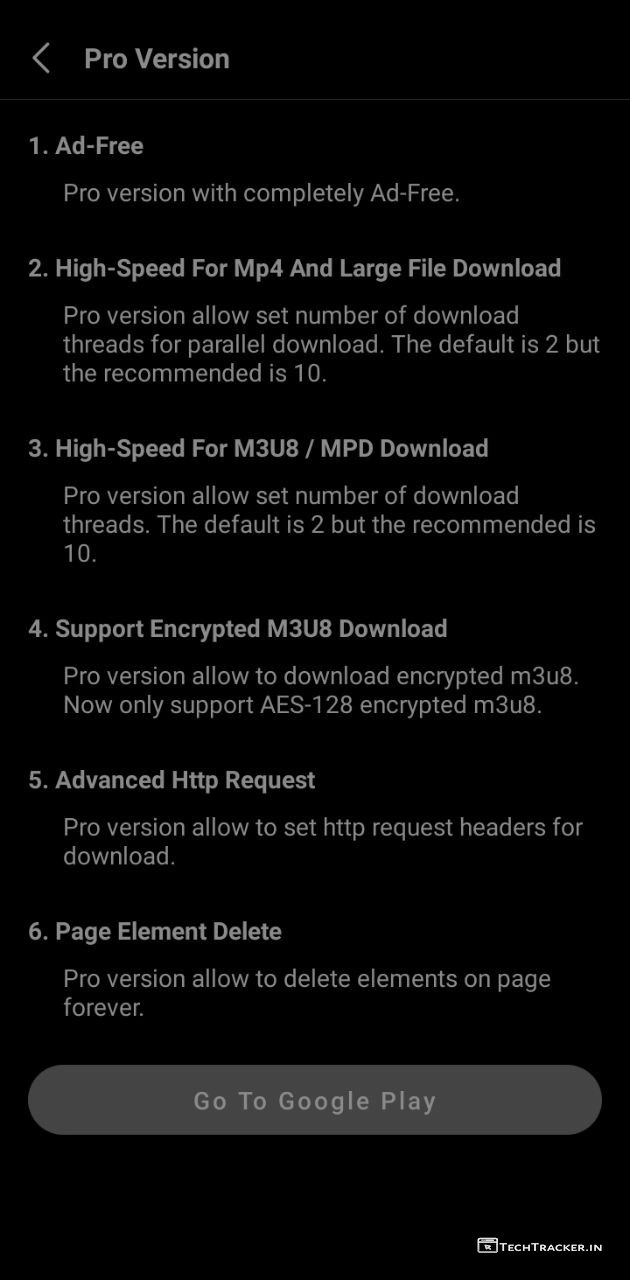 Pro Version
1. Ad-Free
Pro version with completely Ad-Free.
2. High-Speed For Mp4 And Large File Download
Pro version allow set number of download
threads for parallel download. The default is 2 but
the recommended is 10.
3. High-Speed For M3U8 / MPD Download
Pro version allow set number of download
threads. The default is 2 but the recommended is
10.
4. Support Encrypted M3U8 Download
Pro version allow to download encrypted m3u8.
Now only support AES-128 encrypted m3u8.
5. Advanced Http Request
Pro version allow to set http request headers for
download.
6. Page Element Delete
Pro version allow to delete elements on page
forever.
Go To Google Play
TechTracker.in